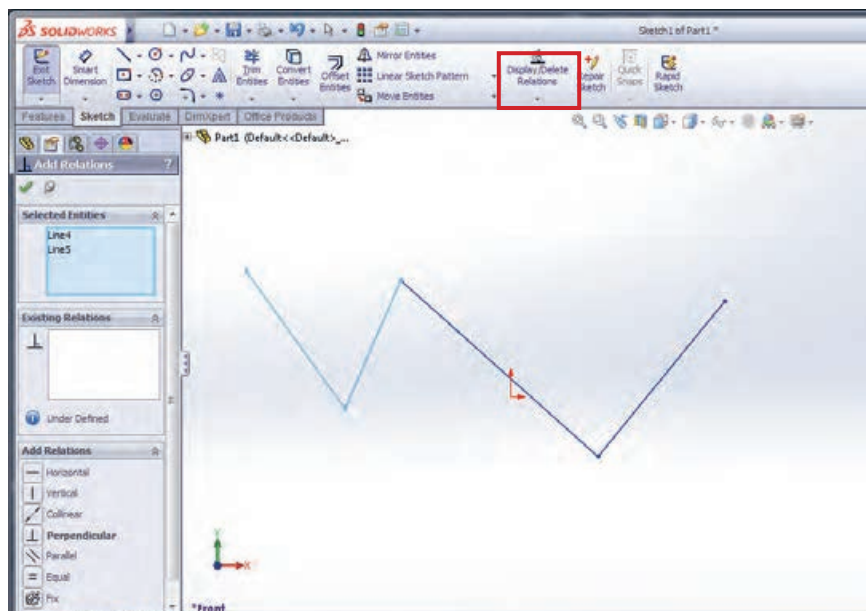 SOLIDWORKS
Sketch1 of Part1 *
Exit Sketch
Smart Dimension
Trim Entities
Convert Entities
Offset Entities
Mirror Entities
Linear Sketch Pattern
Move Entities
Display/Delete Relations
Repair Sketch
Quick Snaps
Rapid Sketch
Features Sketch Evaluate DimXpert Office Products
Part1 (Default<<Default>_...
Add Relations ?
Selected Entities
Line4
Line5
Existing Relations
Under Defined
Add Relations
Horizontal
Vertical
Collinear
Perpendicular
Parallel
Equal
Fix
Y
X
*Front